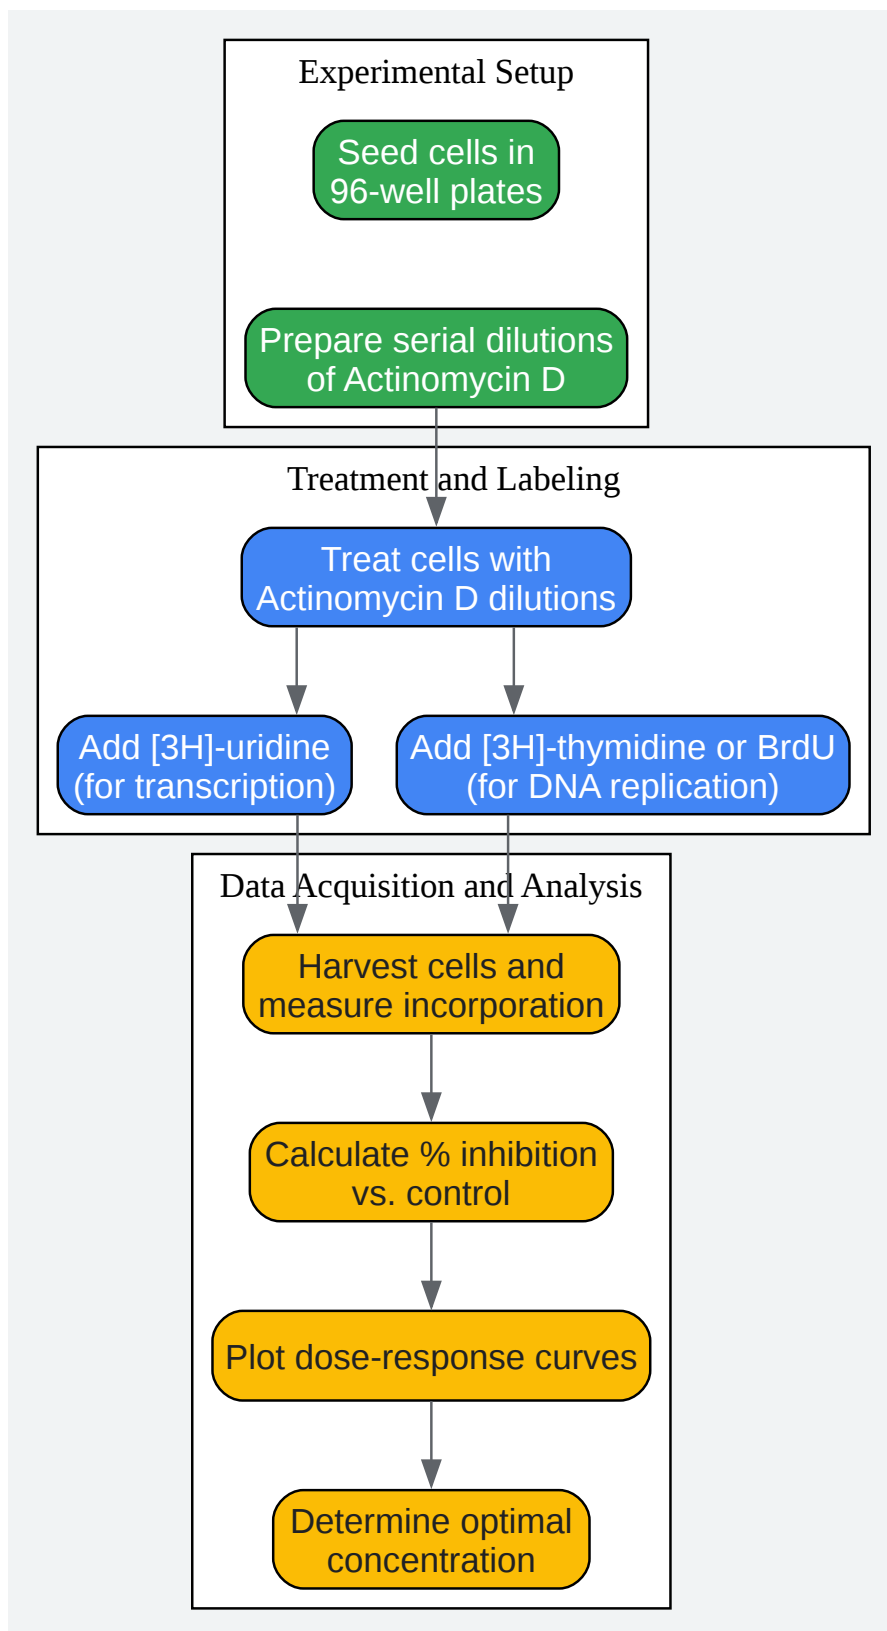 Experimental Setup
Seed cells in
96-well plates
Prepare serial dilutions
of Actinomycin D
Treatment and Labeling
Treat cells with
Actinomycin D dilutions
Add [3H]-uridine
(for transcription)
Add [3H]-thymidine or BrdU
(for DNA replication)
Data Acquisition and Analysis
Harvest cells and
measure incorporation
Calculate % inhibition
vs. control
Plot dose-response curves
Determine optimal
concentration